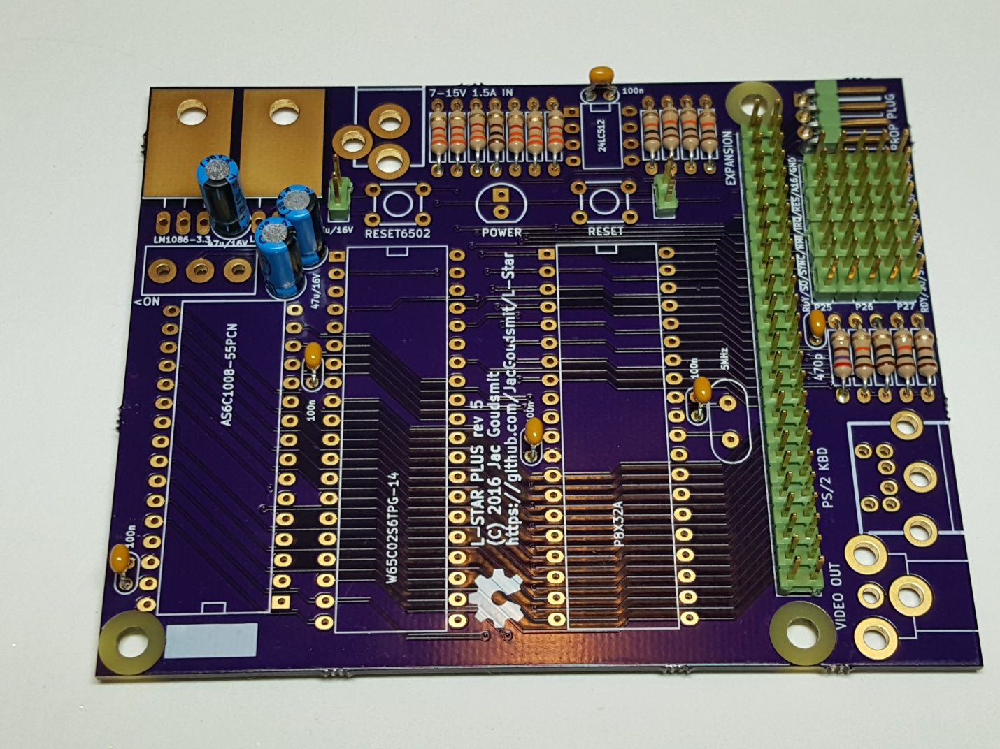 7-15V 1.5A IN
100n
24LC512
PROP PLUG
EXPANSION
RDY/SO/SYNC/NMI/IRQ/RES/A16/GND
LM1086-3.3
47u/16V
u/16V
RESET6502
POWER
RESET
<ON
47u/16V
P25
P26
P27
RDY/SO/S
AS6C1008-55PCN
100n
100n
5MHz
470p
00n
L-STAR PLUS rev 5
(C) 2016 Jac Goudsmit
https://github.com/JacGoudsmit/L-Star
W65C02S6TPG-14
P8X32A
PS/2 KBD
100n
VIDEO OUT